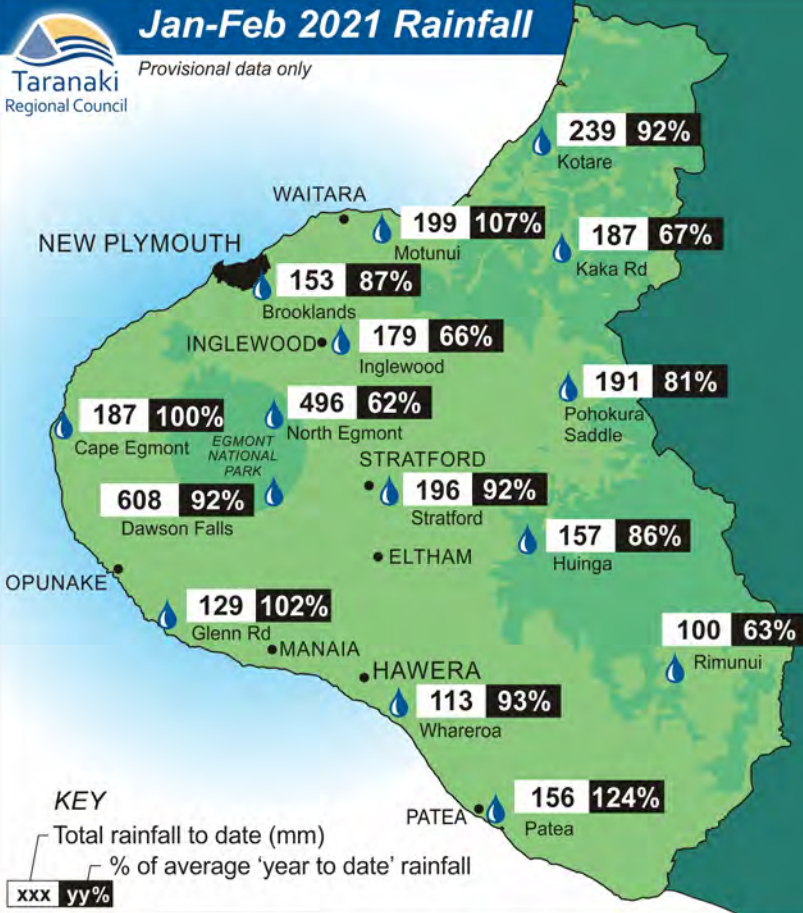 Jan-Feb 2021 Rainfall
Taranaki
Regional Council
Provisional data only
239 92%
Kotare
WAITARA
199 107%
Motunui
NEW PLYMOUTH
187 67%
Kaka Rd
153 87%
Brooklands
INGLEWOOD
179 66%
Inglewood
191 81%
Pohokura
Saddle
187 100%
Cape Egmont
496 62%
North Egmont
EGMONT
NATIONAL
PARK
STRATFORD
608 92%
Dawson Falls
196 92%
Stratford
157 86%
Huinga
ELTHAM
OPUNAKE
129 102%
Glenn Rd
MANAIA
100 63%
Rimunui
HAWERA
113 93%
Whareroa
PATEA
156 124%
Patea
KEY
Total rainfall to date (mm)
% of average 'year to date' rainfall
xxx yy%